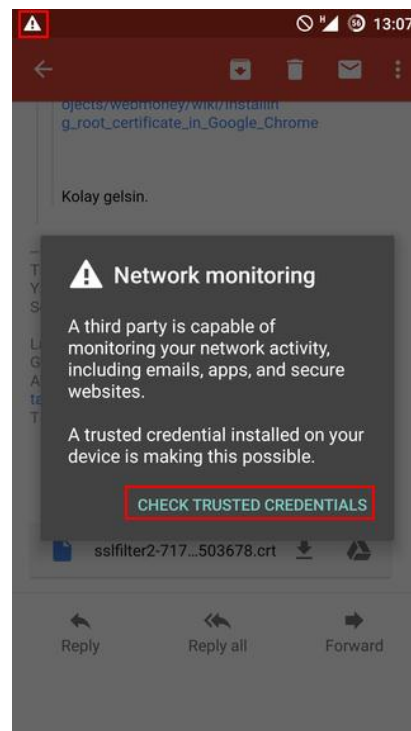 56 13:07
ojects/webmoney/wiki/Installin
g_root_certificate_in_Google_Chrome
Kolay gelsin.
Network monitoring
A third party is capable of
monitoring your network activity,
including emails, apps, and secure
websites.
A trusted credential installed on your
device is making this possible.
CHECK TRUSTED CREDENTIALS
sslfilter2-717...503678.crt
Reply Reply all Forward